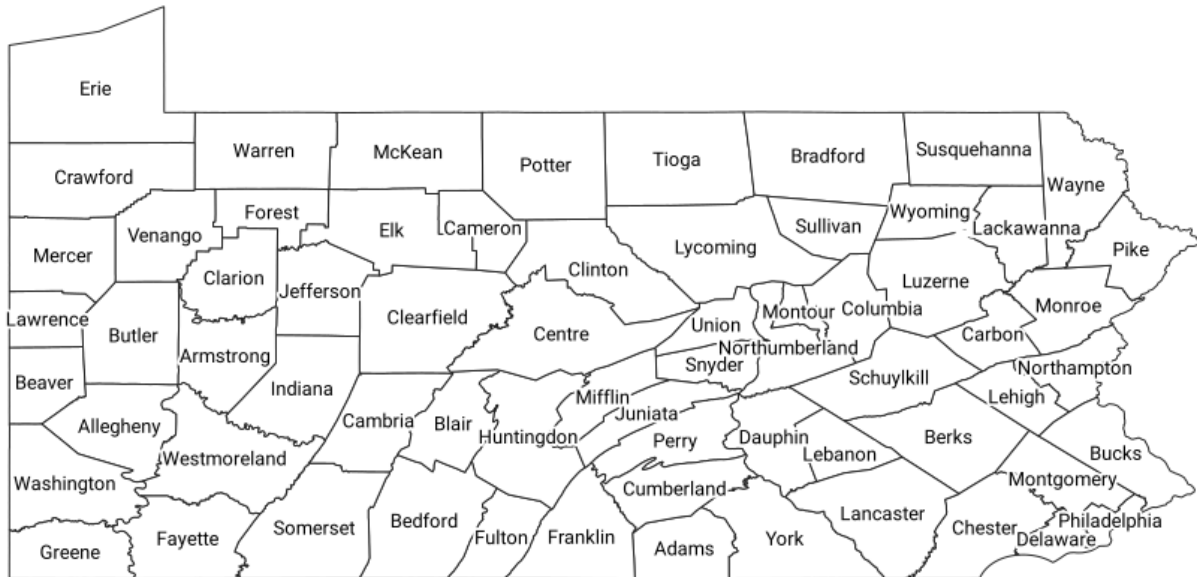 Erie
Warren
McKean
Potter
Tioga
Bradford
Susquehanna
Crawford
Wayne
Forest
Wyoming
Venango
Elk
Cameron
Sullivan
Lackawanna
Mercer
Lycoming
Pike
Clarion
Clinton
Luzerne
Jefferson
Lawrence
Clearfield
Montour
Columbia
Monroe
Butler
Centre
Union
Carbon
Armstrong
Northumberland
Beaver
Snyder
Northampton
Indiana
Schuylkill
Mifflin
Lehigh
Allegheny
Cambria
Blair
Juniata
Huntingdon
Perry
Dauphin
Berks
Westmoreland
Lebanon
Bucks
Washington
Cumberland
Montgomery
Somerset
Bedford
Lancaster
Philadelphia
Greene
Fayette
Fulton
Franklin
Adams
York
Chester
Delaware